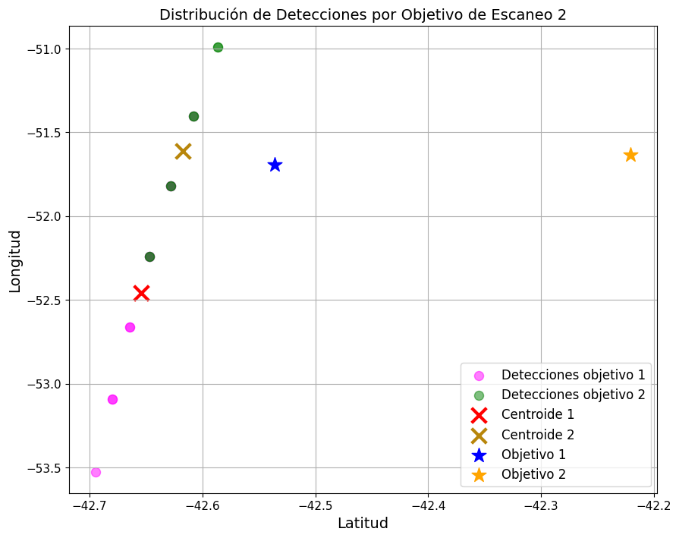 Distribución de Detecciones por Objetivo de Escaneo 2
Longitud
−51.0
−51.5
−52.0
−52.5
−53.0
−53.5
Detecciones objetivo 1
Detecciones objetivo 2
Centroide 1
Centroide 2
Objetivo 1
Objetivo 2
−42.7
−42.6
−42.5
−42.4
−42.3
−42.2
Latitud